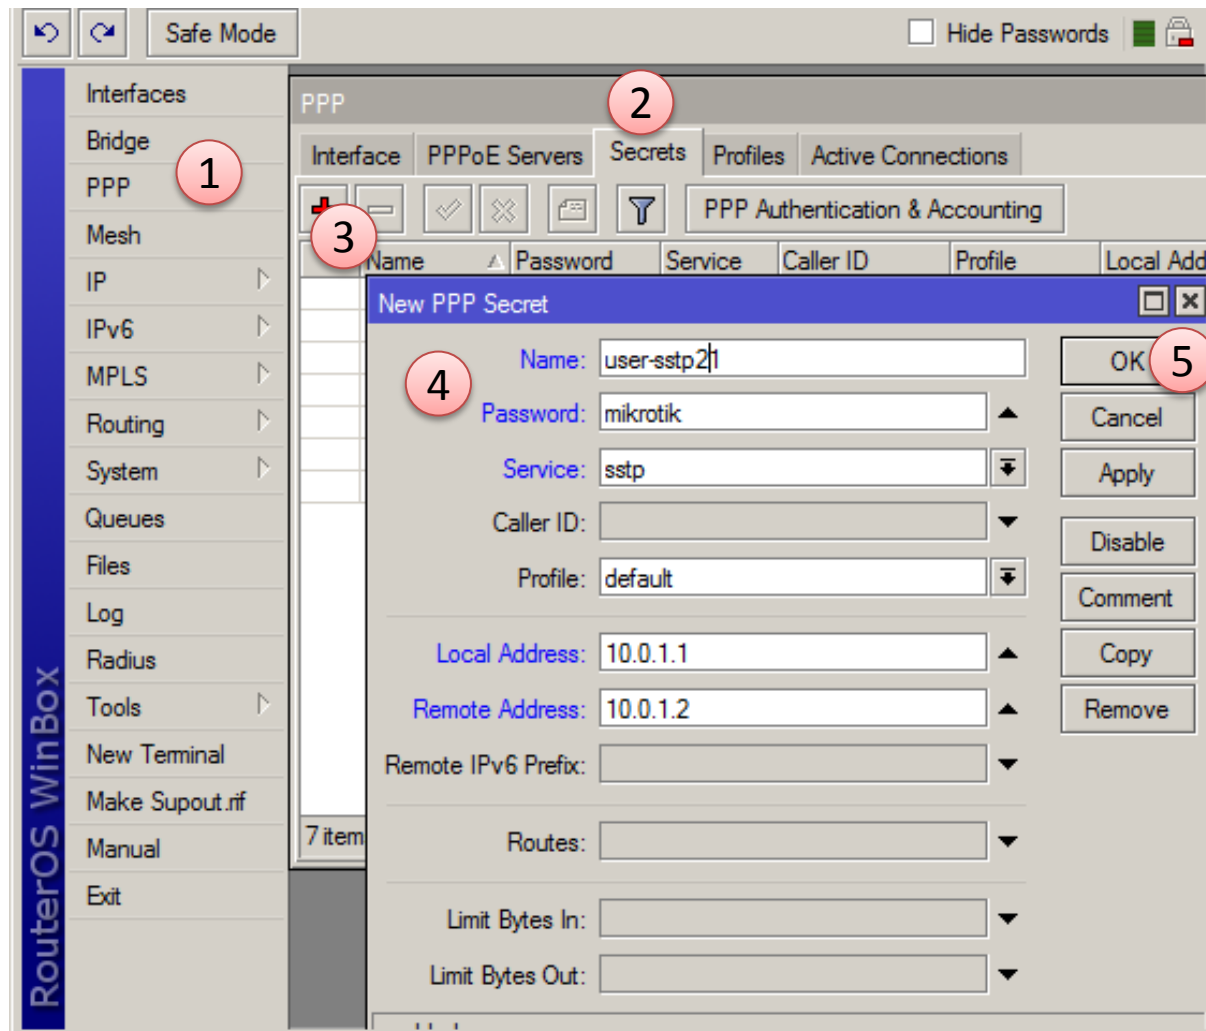 Safe Mode
Hide Passwords
RouterOS WinBox
Interfaces
Bridge
PPP
Mesh
IP
IPv6
MPLS
Routing
System
Queues
Files
Log
Radius
Tools
New Terminal
Make Supout.rif
Manual
Exit
1
PPP
2
Interface PPPoE Servers Secrets Profiles Active Connections
PPP Authentication & Accounting
3
Name Password Service Caller ID Profile Local Add
7 item
New PPP Secret
4
Name: user-sstp21
Password: mikrotik
Service: sstp
Caller ID:
Profile: default
Local Address: 10.0.1.1
Remote Address: 10.0.1.2
Remote IPv6 Prefix:
Routes:
Limit Bytes In:
Limit Bytes Out:
OK
5
Cancel
Apply
Disable
Comment
Copy
Remove